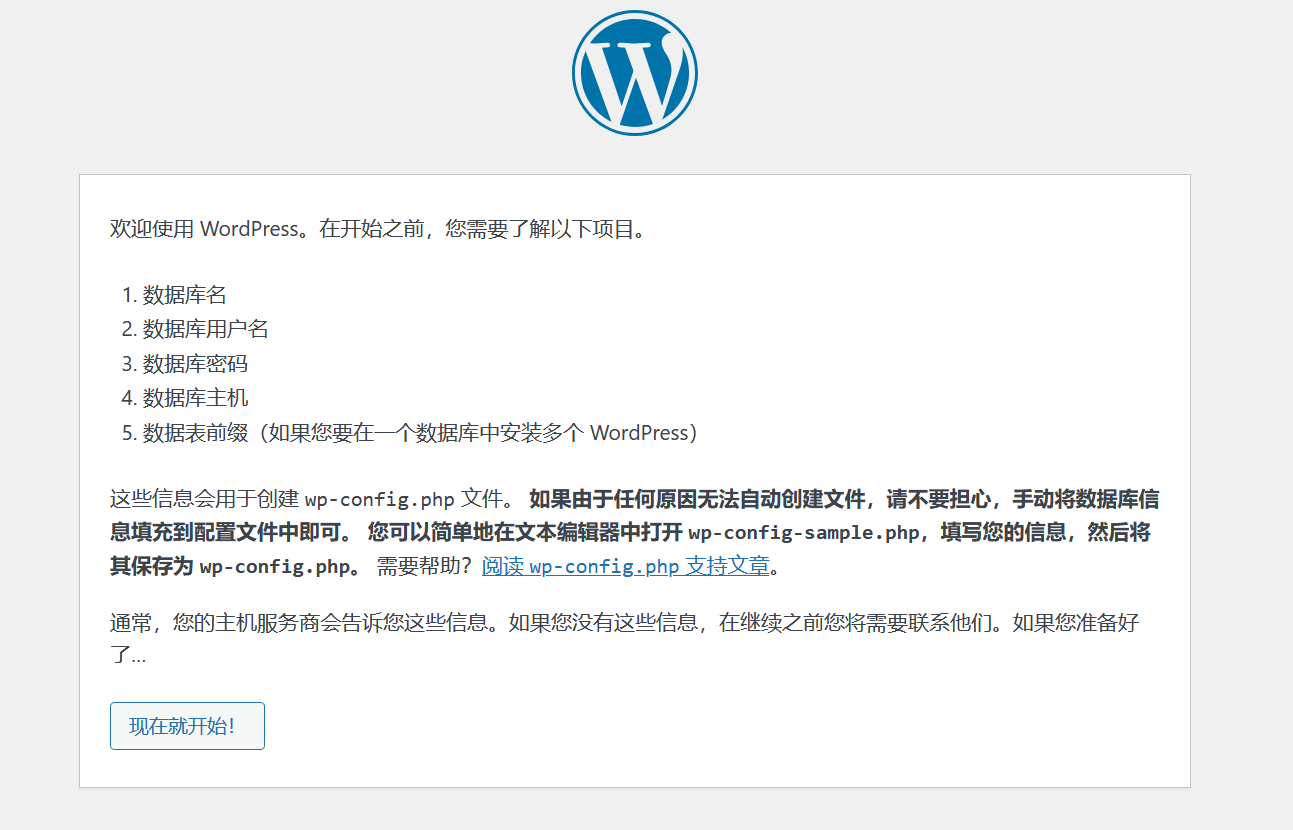 欢迎使用 WordPress。在开始之前，您需要了解以下项目。
1. 数据库名
2. 数据库用户名
3. 数据库密码
4. 数据库主机
5. 数据表前缀（如果您要在一个数据库中安装多个 WordPress）
这些信息会用于创建 wp-config.php 文件。 如果由于任何原因无法自动创建文件，请不要担心，手动将数据库信
息填充到配置文件中即可。 您可以简单地在文本编辑器中打开 wp-config-sample.php，填写您的信息，然后将
其保存为 wp-config.php。 需要帮助？阅读 wp-config.php 支持文章。
通常，您的主机服务商会告诉您这些信息。如果您没有这些信息，在继续之前您将需要联系他们。如果您准备好
了...
现在就开始！